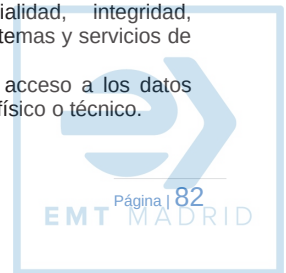 ialidad, integridad,
temas y servicios de
acceso a los datos
físico o técnico.
Página | 82
EMT MADRID